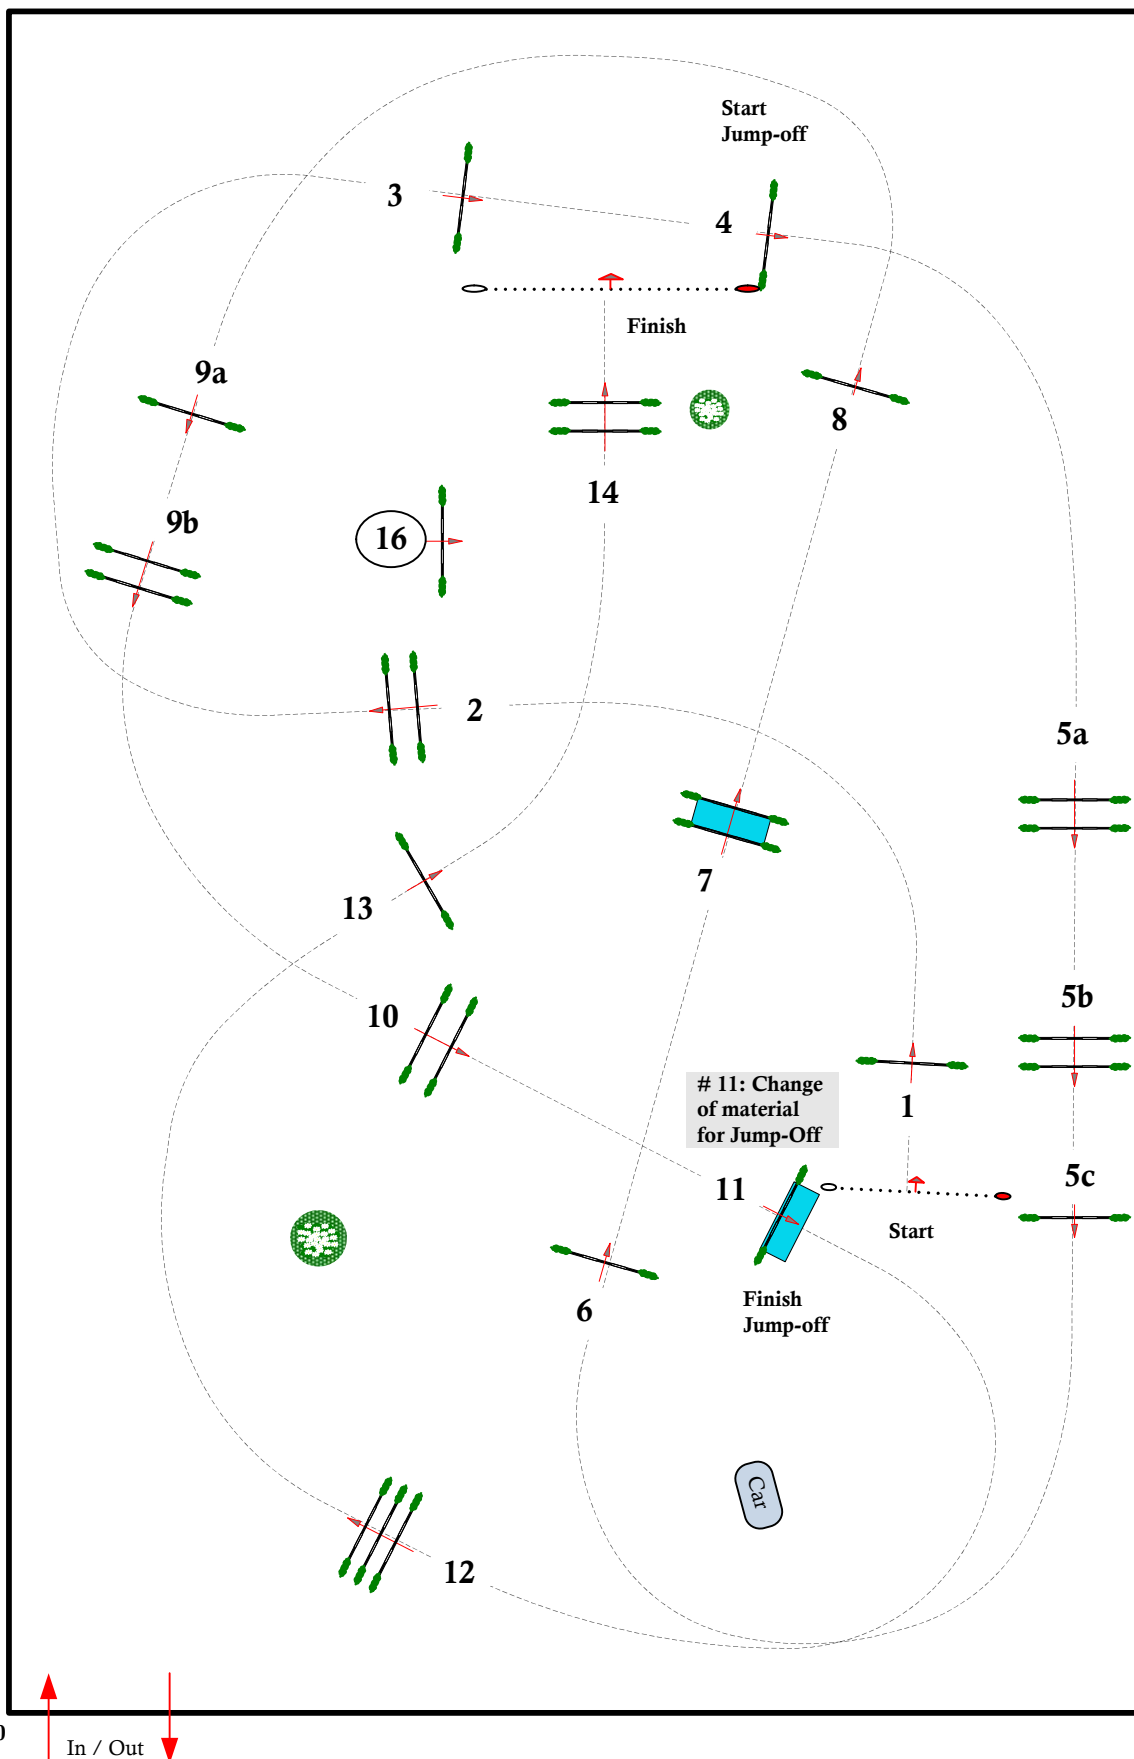 Start
Jump-off
3
4
Finish
9a
8
14
9b
16
2
5a
7
13
5b
10
# 11: Change
of material
for Jump-Off
1
11
5c
Start
6
Finish
Jump-off
Car
12
0
In / Out